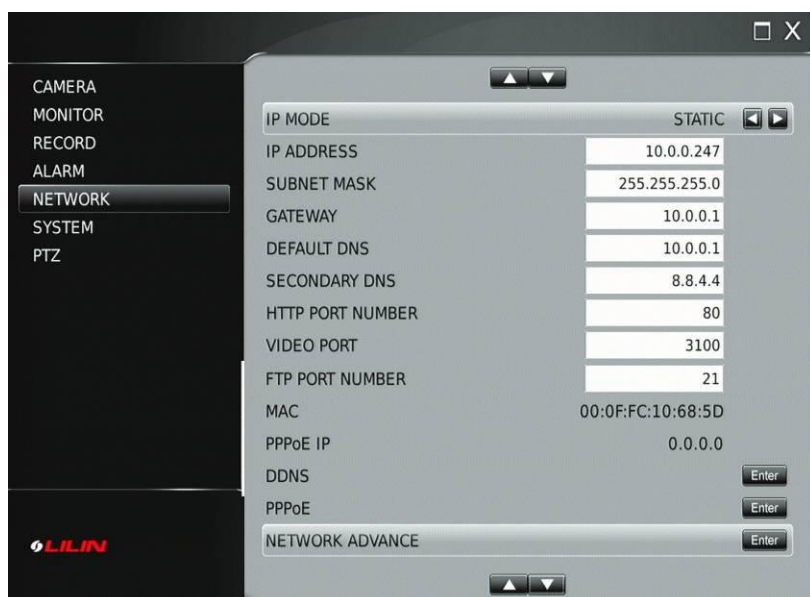 X
CAMERA
MONITOR
RECORD
ALARM
NETWORK
SYSTEM
PTZ
LILIN
IP MODE STATIC
IP ADDRESS 10.0.0.247
SUBNET MASK 255.255.255.0
GATEWAY 10.0.0.1
DEFAULT DNS 10.0.0.1
SECONDARY DNS 8.8.4.4
HTTP PORT NUMBER 80
VIDEO PORT 3100
FTP PORT NUMBER 21
MAC 00:0F:FC:10:68:5D
PPPoE IP 0.0.0.0
DDNS Enter
PPPoE Enter
NETWORK ADVANCE Enter